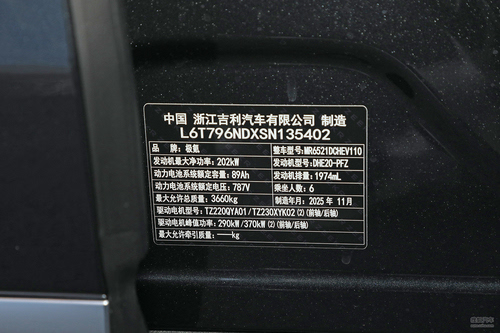 中国 浙江吉利汽车有限公司 制造
L6T796NDXSN135402
品牌：极氪 整车型号：MR6521DCHEV110
发动机最大净功率：202kW 发动机型号：DHE20-PFZ
动力电池系统额定容量：89Ah 发动机排量：1974mL
动力电池系统额定电压：787V 乘坐人数：6
最大允许总质量：3660kg 制造年月：2025 年 11月
驱动电机型号：TZ220QYA01/TZ230XYK02(2)(前轴/后轴)
驱动电机峰值功率：290kW/370kW(2)(前轴/后轴)
最大允许牵引质量：——kg